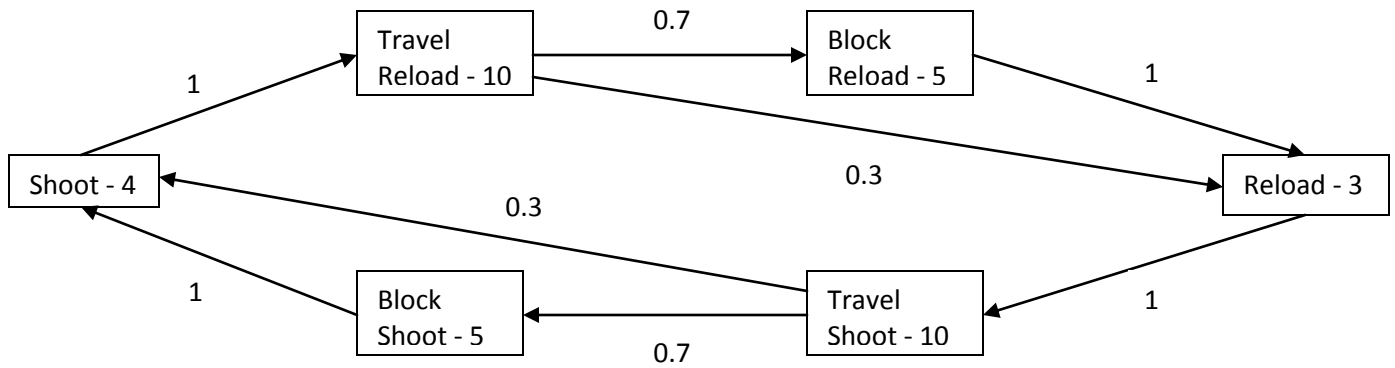 0.7
Travel
Reload - 10
Block
Reload - 5
1
1
Shoot - 4
0.3
Reload - 3
0.3
Block
Shoot - 5
Travel
Shoot - 10
1
1
0.7